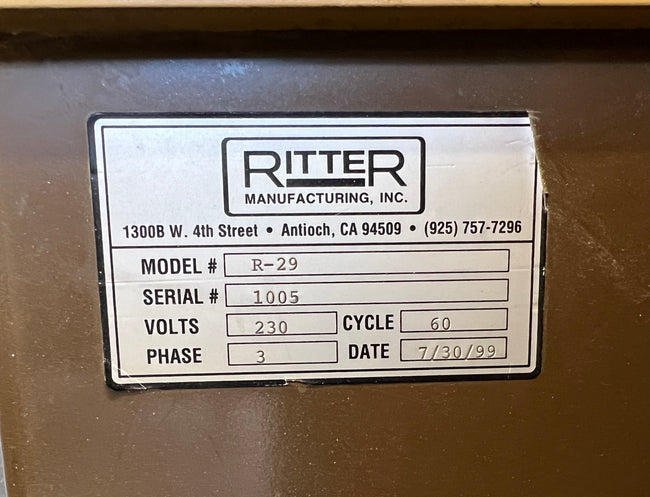 RITTER
MANUFACTURING, INC.
1300B W. 4th Street • Antioch, CA 94509 • (925) 757-7296
MODEL # R-29
SERIAL # 1005
VOLTS 230 CYCLE 60
PHASE 3 DATE 7/30/99